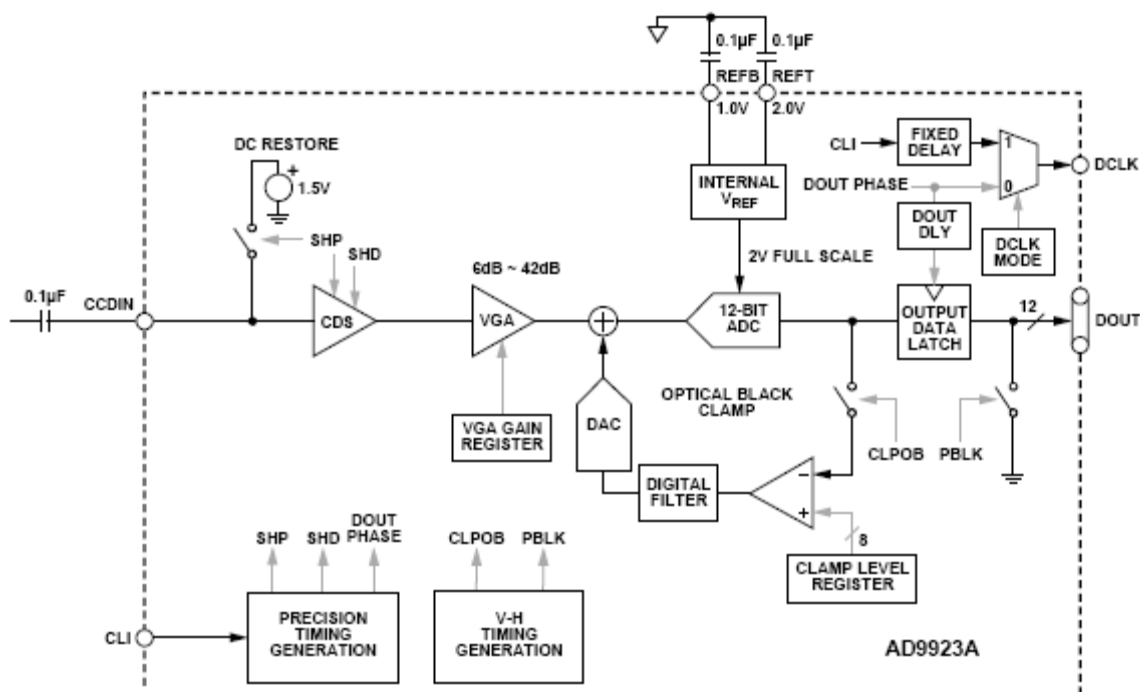 0.1µF
0.1µF
REFB
REFT
1.0V
2.0V
DC RESTORE
+
1.5V
SHP
SHD
INTERNAL
VREF
CLI
FIXED
DELAY
1
0
DCLK
DOUT PHASE
DOUT
DLY
DCLK
MODE
2V FULL SCALE
6dB ~ 42dB
0.1µF
CCDIN
CDS
VGA
+
12-BIT
ADC
OUTPUT
DATA
LATCH
12
DOUT
VGA GAIN
REGISTER
DAC
OPTICAL BLACK
CLAMP
CLPOB
PBLK
DIGITAL
FILTER
−
+
8
CLAMP LEVEL
REGISTER
SHP
SHD
DOUT
PHASE
CLPOB
PBLK
CLI
PRECISION
TIMING
GENERATION
V-H
TIMING
GENERATION
AD9923A